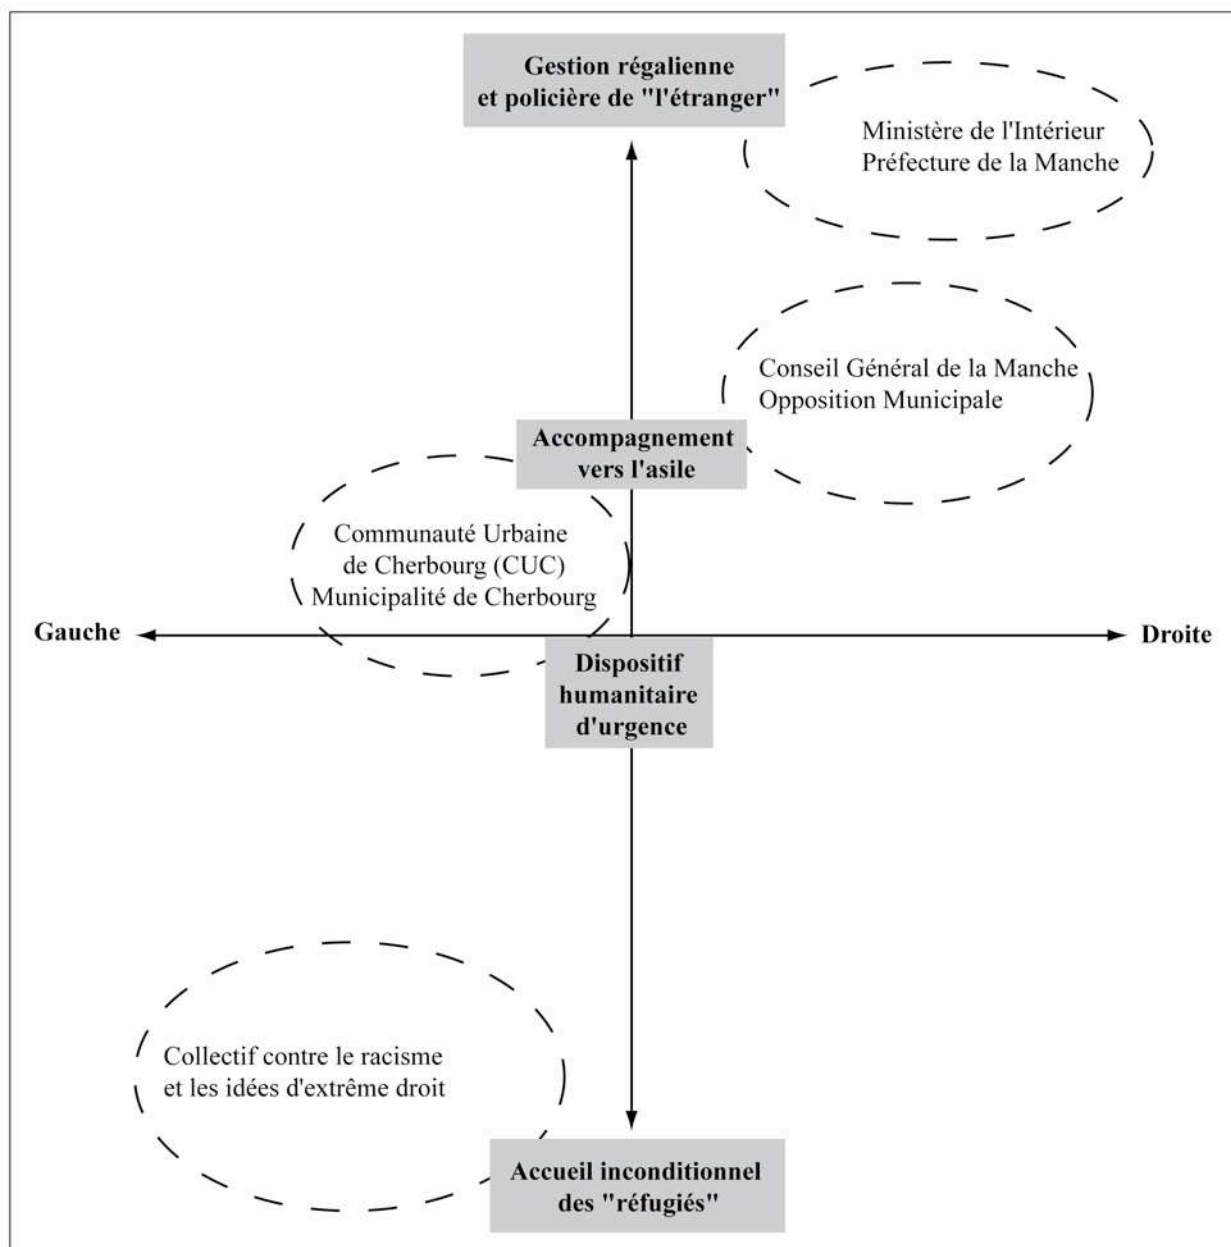 Gestion régalienne
et policière de "l'étranger"
Ministère de l'Intérieur
Préfecture de la Manche
Conseil Général de la Manche
Opposition Municipale
Accompagnement
vers l'asile
Communauté Urbaine
de Cherbourg (CUC)
Municipalité de Cherbourg
Gauche
Droite
Dispositif
humanitaire
d'urgence
Collectif contre le racisme
et les idées d'extrême droit
Accueil inconditionnel
des "réfugiés"